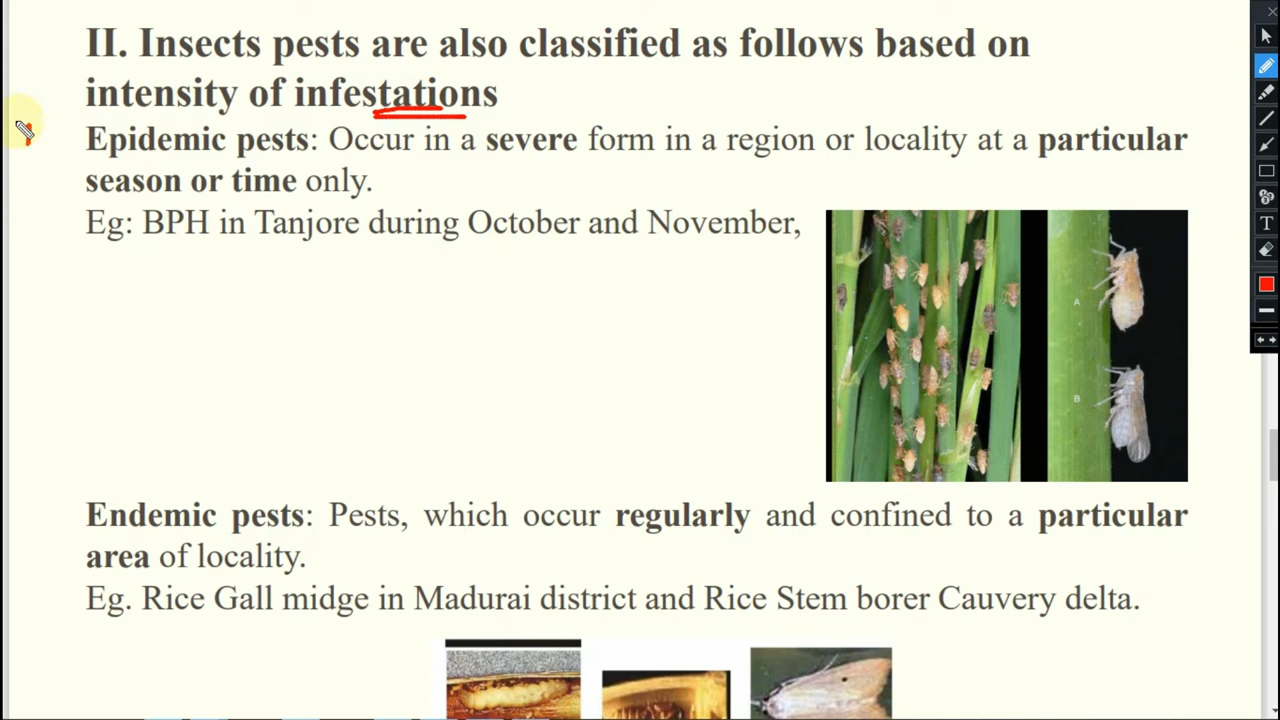 II. Insects pests are also classified as follows based on
intensity of infestations
Epidemic pests: Occur in a severe form in a region or locality at a particular
season or time only.
Eg: BPH in Tanjore during October and November,
A
B
Endemic pests: Pests, which occur regularly and confined to a particular
area of locality.
Eg. Rice Gall midge in Madurai district and Rice Stem borer Cauvery delta.
T